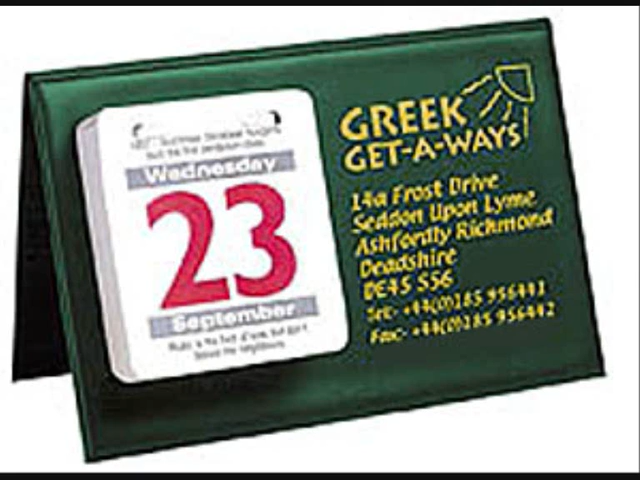 Wednesday
23
September
GREEK
GET-A-WAYS
14a Frost Drive
Seddon Upon Lyme
Ashfordly Richmond
Deadshire
DE45 5S6
Tel:- +44(0)185 956441
Fax:- +44(0)185 956442